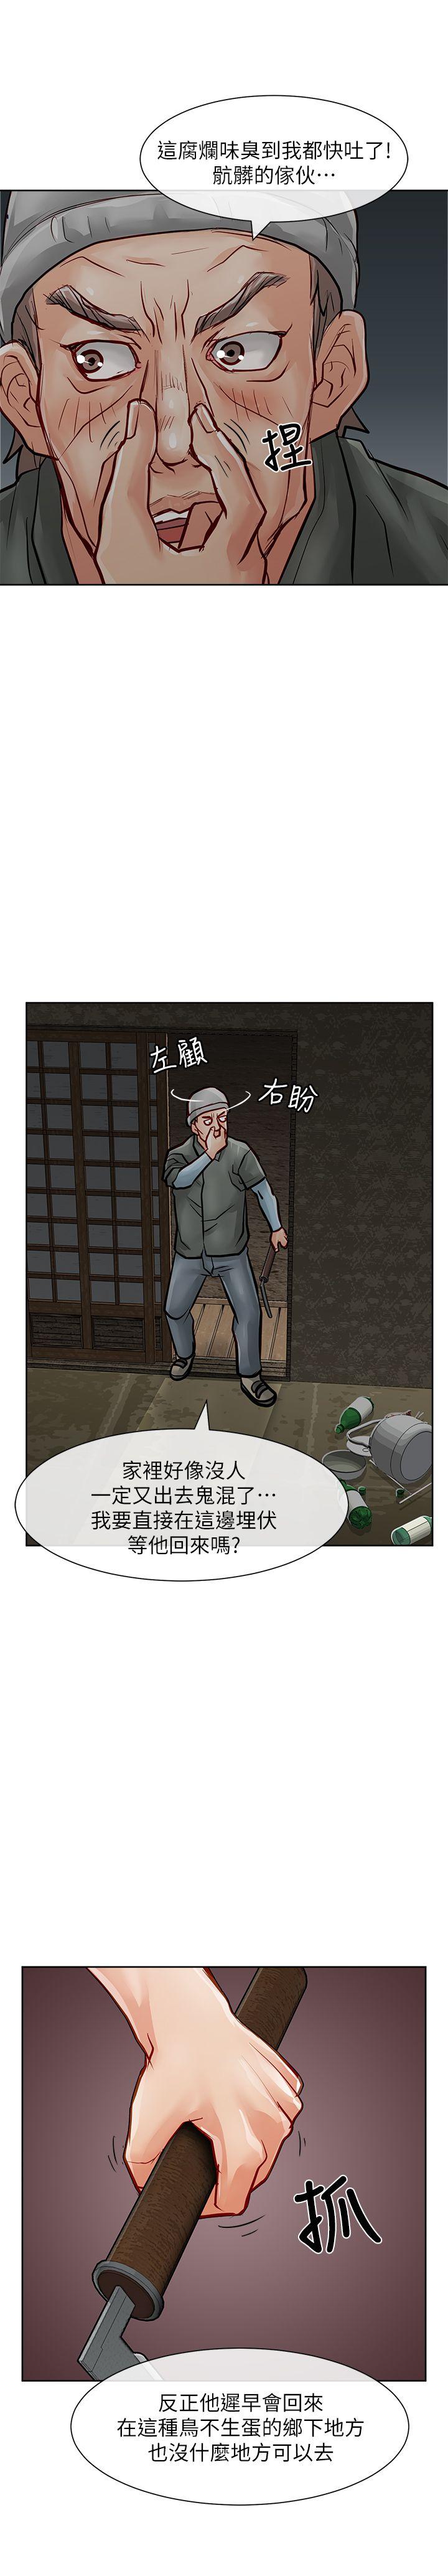 這腐爛味臭到我都快吐了!
骯髒的傢伙…
捏
左顧
右盼
家裡好像沒人
一定又出去鬼混了…
我要直接在這邊埋伏
等他回來嗎?
抓
反正他遲早會回來
在這種鳥不生蛋的鄉下地方
也沒什麼地方可以去